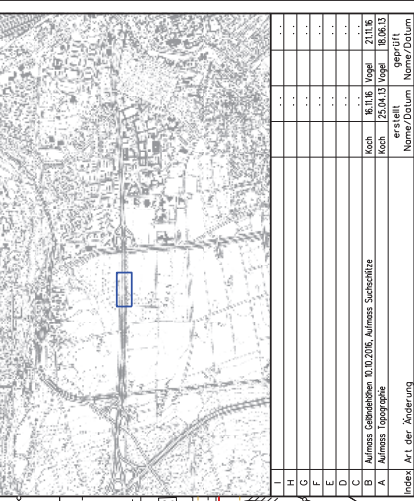 I
H
G
F
E
D
C
B Aufmass Geländehöhen 10.10.2016, Aufmass Suchschlitze Koch 16.11.16 Vogel 21.11.16
A Aufmass Topographie Koch 25.04.13 Vogel 18.06.13
Index Art der Änderung erstellt Name/Datum geprüft Name/Datum